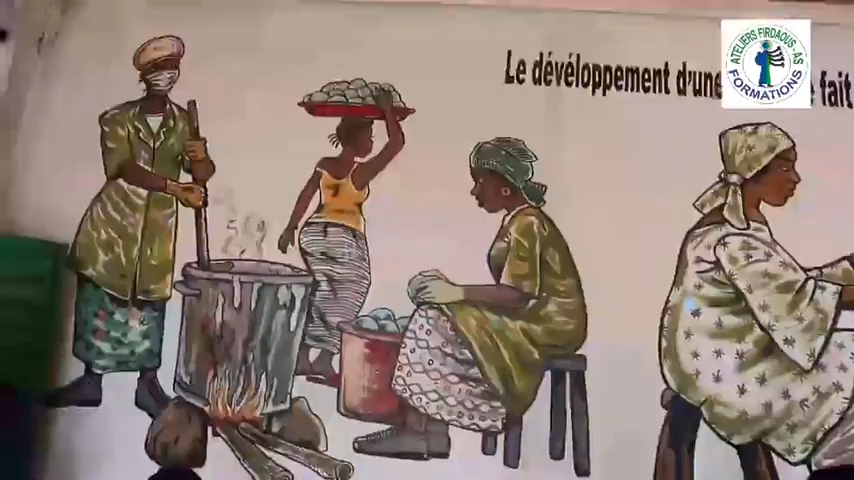 Le développement d'une fait
ATELIERS FIRDAOUS-AS
FORMATIONS